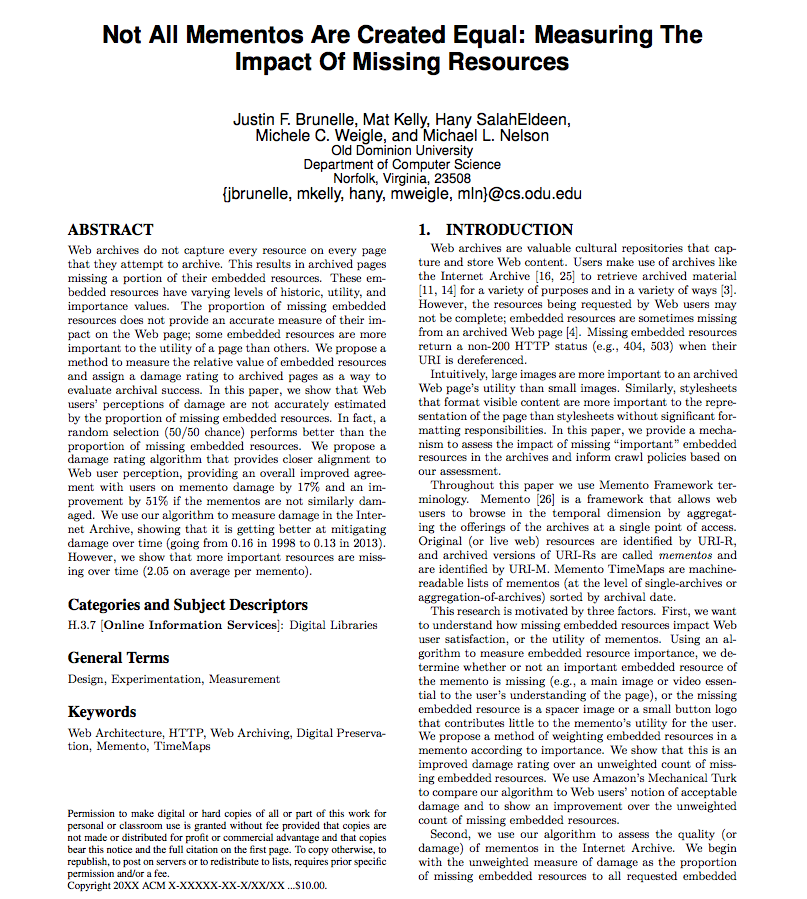 Not All Mementos Are Created Equal: Measuring The
Impact Of Missing Resources
Justin F. Brunelle, Mat Kelly, Hany SalahEldeen,
Michele C. Weigle, and Michael L. Nelson
Old Dominion University
Department of Computer Science
Norfolk, Virginia, 23508
{jbrunelle, mkelly, hany, mweigle, mln}@cs.odu.edu
ABSTRACT
Web archives do not capture every resource on every page
that they attempt to archive. This results in archived pages
missing a portion of their embedded resources. These em-
bedded resources have varying levels of historic, utility, and
importance values. The proportion of missing embedded
resources does not provide an accurate measure of their im-
pact on the Web page; some embedded resources are more
important to the utility of a page than others. We propose a
method to measure the relative value of embedded resources
and assign a damage rating to archived pages as a way to
evaluate archival success. In this paper, we show that Web
users' perceptions of damage are not accurately estimated
by the proportion of missing embedded resources. In fact, a
random selection (50/50 chance) performs better than the
proportion of missing embedded resources. We propose a
damage rating algorithm that provides closer alignment to
Web user perception, providing an overall improved agree-
ment with users on memento damage by 17% and an im-
provement by 51% if the mementos are not similarly dam-
aged. We use our algorithm to measure damage in the Inter-
net Archive, showing that it is getting better at mitigating
damage over time (going from 0.16 in 1998 to 0.13 in 2013).
However, we show that more important resources are miss-
ing over time (2.05 on average per memento).
Categories and Subject Descriptors
H.3.7 [Online Information Services]: Digital Libraries
General Terms
Design, Experimentation, Measurement
Keywords
Web Architecture, HTTP, Web Archiving, Digital Preserva-
tion, Memento, TimeMaps
Permission to make digital or hard copies of all or part of this work for
personal or classroom use is granted without fee provided that copies are
not made or distributed for profit or commercial advantage and that copies
bear this notice and the full citation on the first page. To copy otherwise, to
republish, to post on servers or to redistribute to lists, requires prior specific
permission and/or a fee.
Copyright 20XX ACM X-XXXXX-XX-X/XX/XX ...$10.00.
1. INTRODUCTION
Web archives are valuable cultural repositories that cap-
ture and store Web content. Users make use of archives like
the Internet Archive [16, 25] to retrieve archived material
[11, 14] for a variety of purposes and in a variety of ways [3].
However, the resources being requested by Web users may
not be complete; embedded resources are sometimes missing
from an archived Web page [4]. Missing embedded resources
return a non-200 HTTP status (e.g., 404, 503) when their
URI is dereferenced.
Intuitively, large images are more important to an archived
Web page's utility than small images. Similarly, stylesheets
that format visible content are more important to the repre-
sentation of the page than stylesheets without significant for-
matting responsibilities. In this paper, we provide a mecha-
nism to assess the impact of missing "important" embedded
resources in the archives and inform crawl policies based on
our assessment.
Throughout this paper we use Memento Framework ter-
minology. Memento [26] is a framework that allows web
users to browse in the temporal dimension by aggregat-
ing the offerings of the archives at a single point of access.
Original (or live web) resources are identified by URI-R,
and archived versions of URI-Rs are called mementos and
are identified by URI-M. Memento TimeMaps are machine-
readable lists of mementos (at the level of single-archives or
aggregation-of-archives) sorted by archival date.
This research is motivated by three factors. First, we want
to understand how missing embedded resources impact Web
user satisfaction, or the utility of mementos. Using an al-
gorithm to measure embedded resource importance, we de-
termine whether or not an important embedded resource of
the memento is missing (e.g., a main image or video essen-
tial to the user's understanding of the page), or the missing
embedded resource is a spacer image or a small button logo
that contributes little to the memento's utility for the user.
We propose a method of weighting embedded resources in a
memento according to importance. We show that this is an
improved damage rating over an unweighted count of miss-
ing embedded resources. We use Amazon's Mechanical Turk
to compare our algorithm to Web users' notion of acceptable
damage and to show an improvement over the unweighted
count of missing embedded resources.
Second, we use our algorithm to assess the quality (or
damage) of mementos in the Internet Archive. We begin
with the unweighted measure of damage as the proportion
of missing embedded resources to all requested embedded